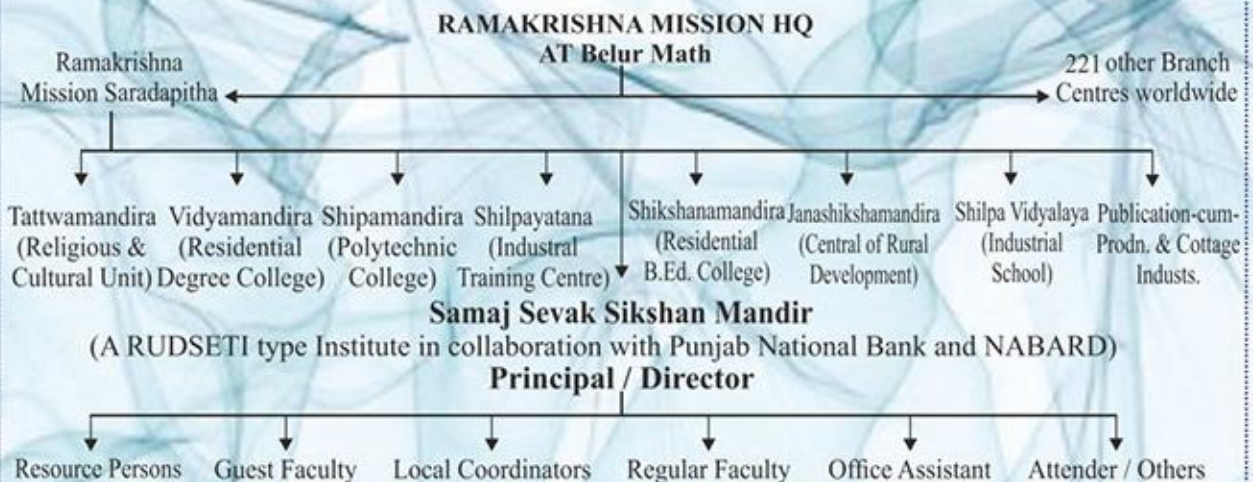 RAMAKRISHNA MISSION HQ
AT Belur Math
Ramakrishna
Mission Saradapitha
221 other Branch
Centres worldwide
Tattwamandira
(Religious &
Cultural Unit)
Vidyamandira
(Residential
Degree College)
Shipamandira
(Polytechnic
College)
Shilpayatana
(Industral
Training Centre)
Shikshanamandira
(Residential
B.Ed. College)
Janashikshamandira
(Central of Rural
Development)
Shilpa Vidyalaya
(Industrial
School)
Publication-cum-
Prodn. & Cottage
Industs.
Samaj Sevak Sikshan Mandir
(A RUDSETI type Institute in collaboration with Punjab National Bank and NABARD)
Principal / Director
Resource Persons
Guest Faculty
Local Coordinators
Regular Faculty
Office Assistant
Attender / Others